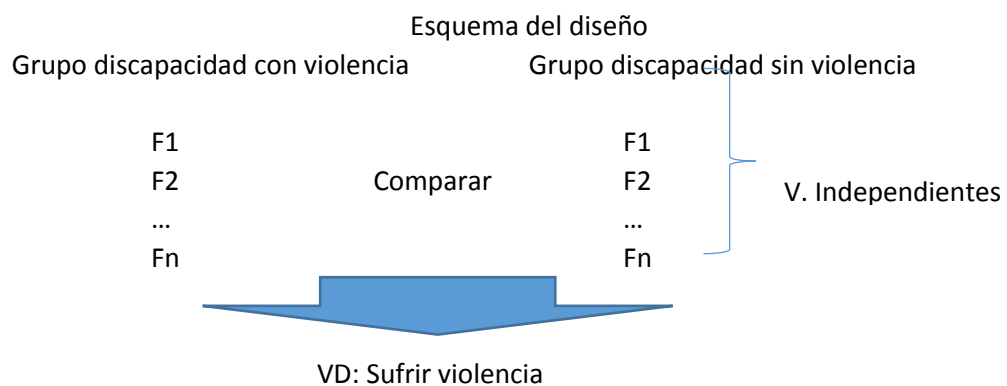 Esquema del diseño
Grupo discapacidad con violencia Grupo discapacidad sin violencia
F1 F1
F2 Comparar F2 V. Independientes
... ...
Fn Fn
VD: Sufrir violencia